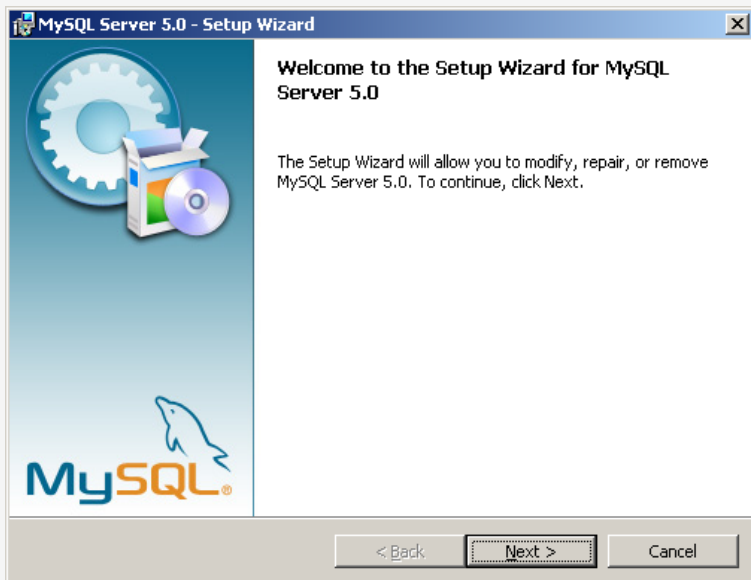 MySQL Server 5.0 - Setup Wizard
Welcome to the Setup Wizard for MySQL
Server 5.0
The Setup Wizard will allow you to modify, repair, or remove
MySQL Server 5.0. To continue, click Next.
MySQL®
< Back
Next >
Cancel